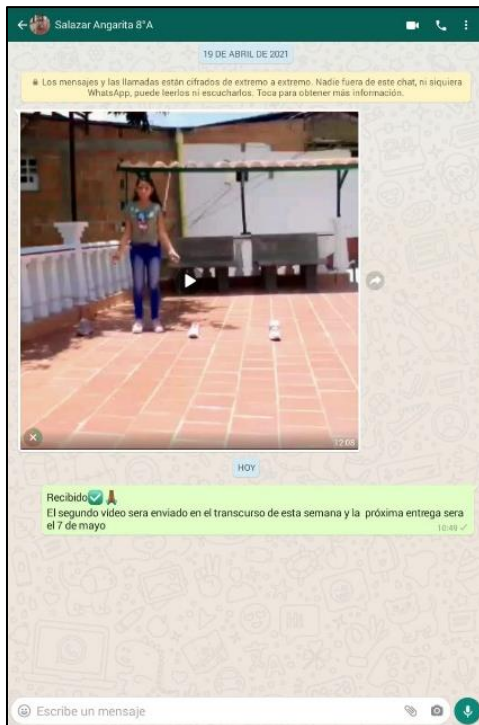 Salazar Angarita 8°A
19 DE ABRIL DE 2021
Los mensajes y las llamadas están cifrados de extremo a extremo. Nadie fuera de este chat, ni siquiera
WhatsApp, puede leerlos ni escucharlos. Toca para obtener más información.
12:08
HOY
Recibido✅🙏🏾
El segundo video sera enviado en el transcurso de esta semana y la próxima entrega sera
el 7 de mayo
10:49
Escribe un mensaje